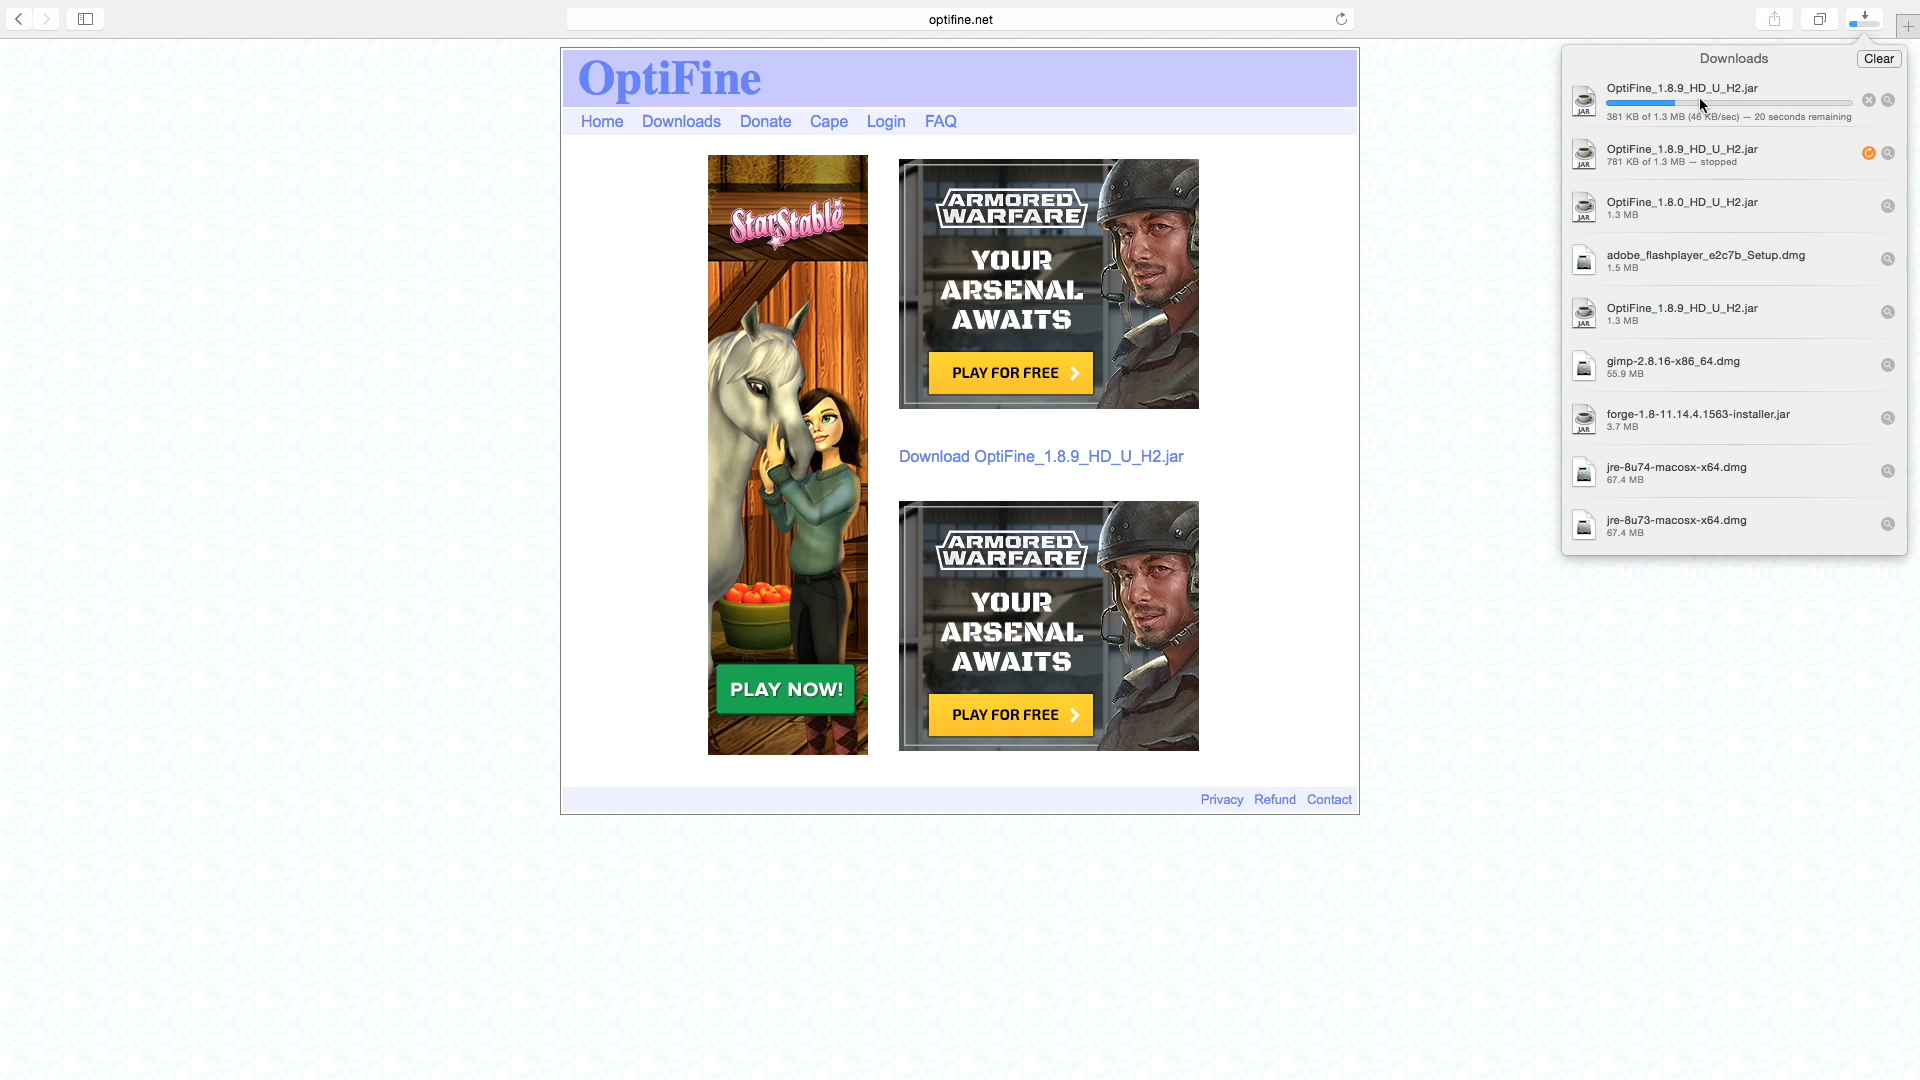 optifine.net
Downloads
Clear
OptiFine_1.8.9_HD_U_H2.jar
381 KB of 1.3 MB (46 KB/sec) — 20 seconds remaining
JAR
OptiFine_1.8.9_HD_U_H2.jar
781 KB of 1.3 MB — stopped
JAR
OptiFine_1.8.0_HD_U_H2.jar
1.3 MB
JAR
adobe_flashplayer_e2c7b_Setup.dmg
1.5 MB
OptiFine_1.8.9_HD_U_H2.jar
1.3 MB
JAR
gimp-2.8.16-x86_64.dmg
55.9 MB
forge-1.8-11.14.4.1563-installer.jar
3.7 MB
JAR
jre-8u74-macosx-x64.dmg
67.4 MB
jre-8u73-macosx-x64.dmg
67.4 MB
OptiFine
Home Downloads Donate Cape Login FAQ
StarStable
PLAY NOW!
ARMORED
WARFARE
YOUR
ARSENAL
AWAITS
PLAY FOR FREE
Download OptiFine_1.8.9_HD_U_H2.jar
ARMORED
WARFARE
YOUR
ARSENAL
AWAITS
PLAY FOR FREE
Privacy Refund Contact